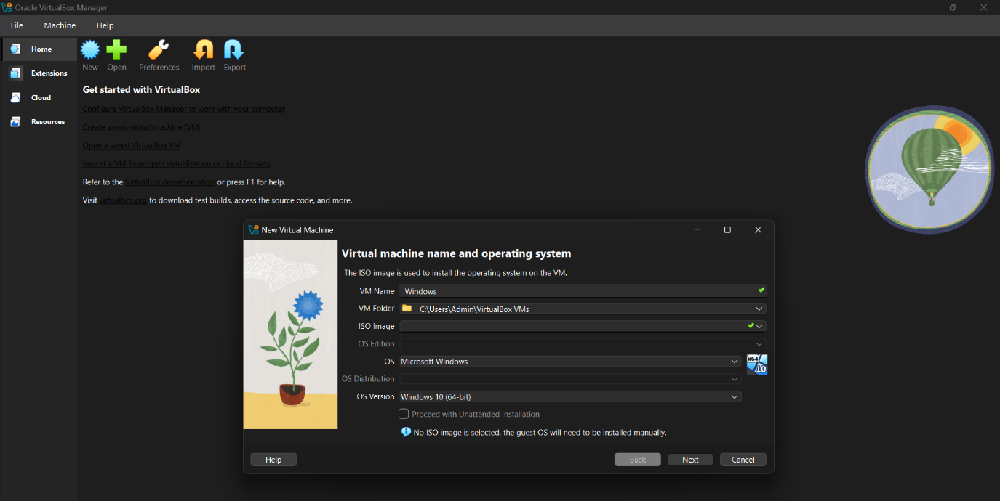 Oracle VirtualBox Manager
File Machine Help
Home
Extensions
Cloud
Resources
New Open Preferences Import Export
Get started with VirtualBox
Configure VirtualBox Manager to work with your computer
Create a new virtual machine (VM)
Open a saved VirtualBox VM
Import a VM from open virtualization or cloud formats
Refer to the VirtualBox documentation or press F1 for help.
Visit virtualbox.org to download test builds, access the source code, and more.
New Virtual Machine
Virtual machine name and operating system
The ISO image is used to install the operating system on the VM.
VM Name Windows
VM Folder C:\Users\Admin\VirtualBox VMs
ISO Image
OS Edition
OS Microsoft Windows
x64
10
OS Distribution
OS Version Windows 10 (64-bit)
Proceed with Unattended Installation
No ISO image is selected, the guest OS will need to be installed manually.
Help Back Next Cancel